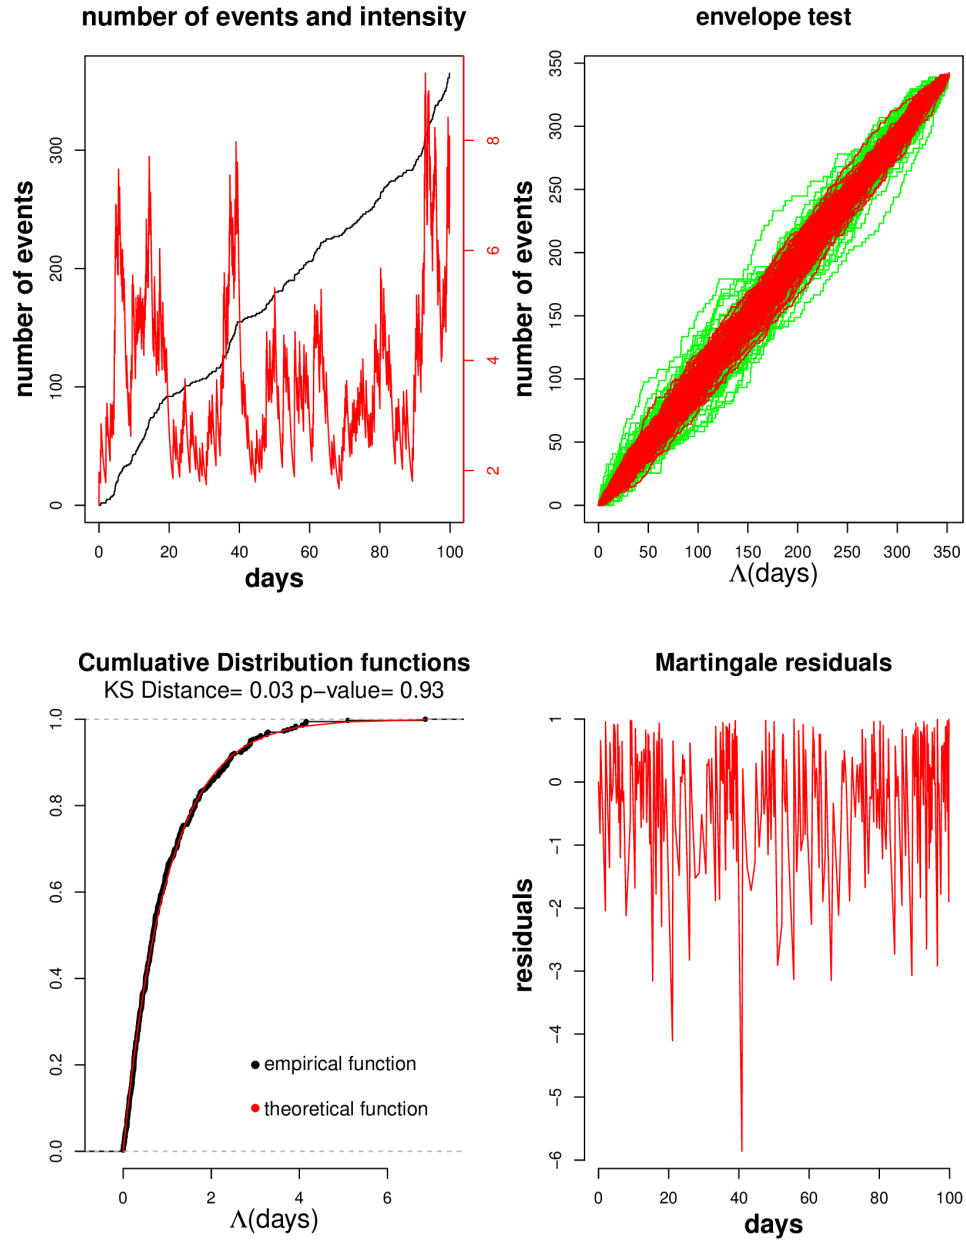 number of events and intensity
number of events
0 100 200 300
2 4 6 8
0 20 40 60 80 100
days
envelope test
number of events
0 50 100 150 200 250 300 350
0 50 100 150 200 250 300 350
Λ(days)
Cumluative Distribution functions
KS Distance= 0.03 p−value= 0.93
0.0 0.2 0.4 0.6 0.8 1.0
empirical function
theoretical function
0 2 4 6
Λ(days)
Martingale residuals
residuals
−6 −5 −4 −3 −2 −1 0 1
0 20 40 60 80 100
days